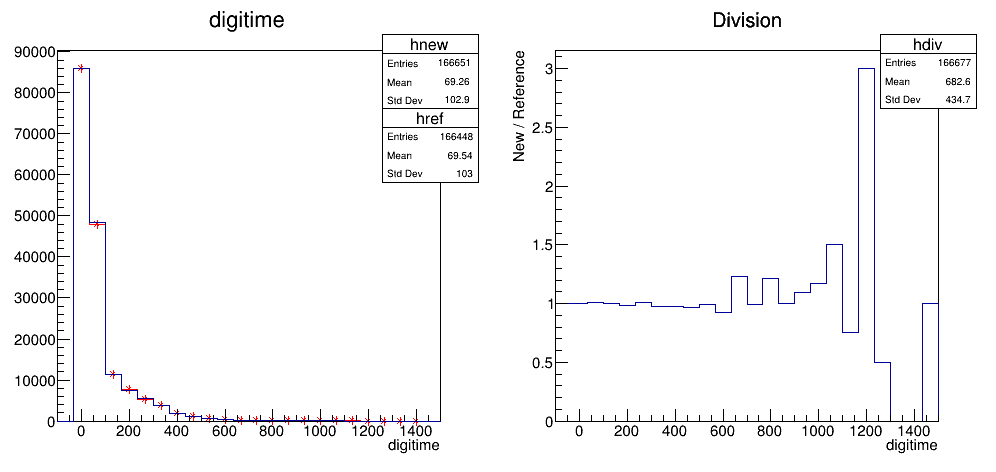 digitime
hnew
Entries 166651
Mean 69.26
Std Dev 102.9
href
Entries 166448
Mean 69.54
Std Dev 103
90000
80000
70000
60000
50000
40000
30000
20000
10000
0
0 200 400 600 800 1000 1200 1400
digitime
Division
hdiv
Entries 166677
Mean 682.6
Std Dev 434.7
New / Reference
3
2.5
2
1.5
1
0.5
0
0 200 400 600 800 1000 1200 1400
digitime